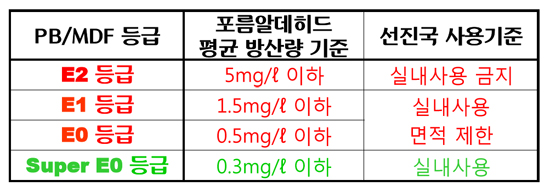 PB/MDF 등급
포름알데히드
평균 방산량 기준
선진국 사용기준
E2 등급
5mg/ℓ 이하
실내사용 금지
E1 등급
1.5mg/ℓ 이하
실내사용
E0 등급
0.5mg/ℓ 이하
면적 제한
Super E0 등급
0.3mg/ℓ 이하
실내사용